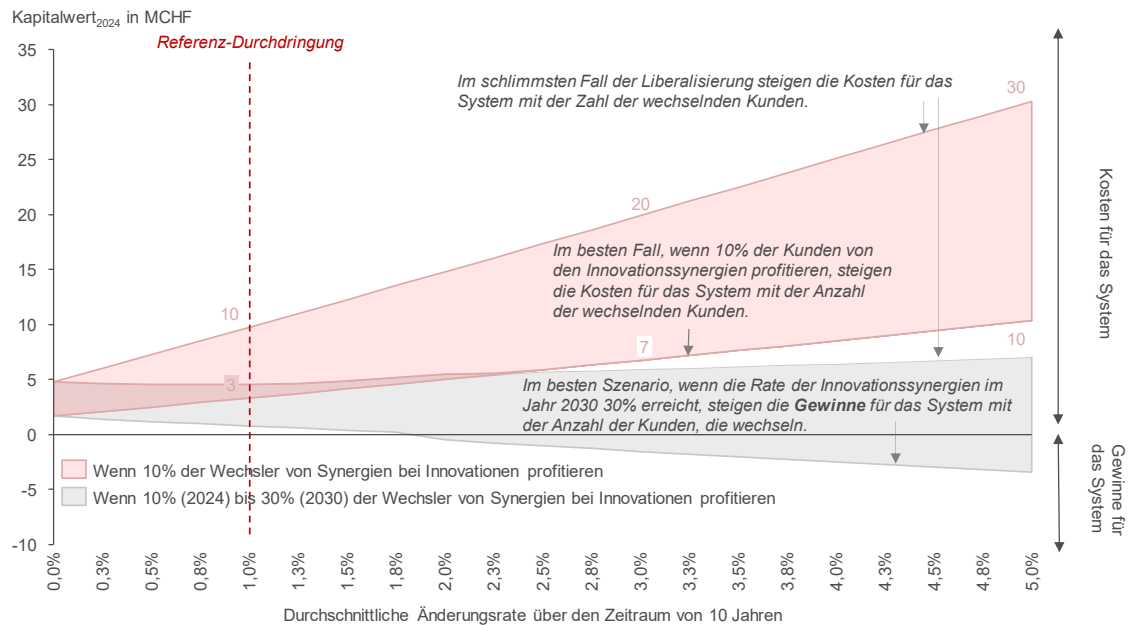 Kapitalwert2024 in MCHF
Referenz-Durchdringung
35
30
25
20
15
10
5
0
-5
-10
Im schlimmsten Fall der Liberalisierung steigen die Kosten für das
System mit der Zahl der wechselnden Kunden.
30
20
Im besten Fall, wenn 10% der Kunden von
den Innovationssynergien profitieren, steigen
die Kosten für das System mit der Anzahl
der wechselnden Kunden.
10
3
7
10
Im besten Szenario, wenn die Rate der Innovationssynergien im
Jahr 2030 30% erreicht, steigen die Gewinne für das System mit
der Anzahl der Kunden, die wechseln.
Wenn 10% der Wechsler von Synergien bei Innovationen profitieren
Wenn 10% (2024) bis 30% (2030) der Wechsler von Synergien bei Innovationen profitieren
Kosten für das System
Gewinne für
das System
0,0%
0,3%
0,5%
0,8%
1,0%
1,3%
1,5%
1,8%
2,0%
2,3%
2,5%
2,8%
3,0%
3,3%
3,5%
3,8%
4,0%
4,3%
4,5%
4,8%
5,0%
Durchschnittliche Änderungsrate über den Zeitraum von 10 Jahren